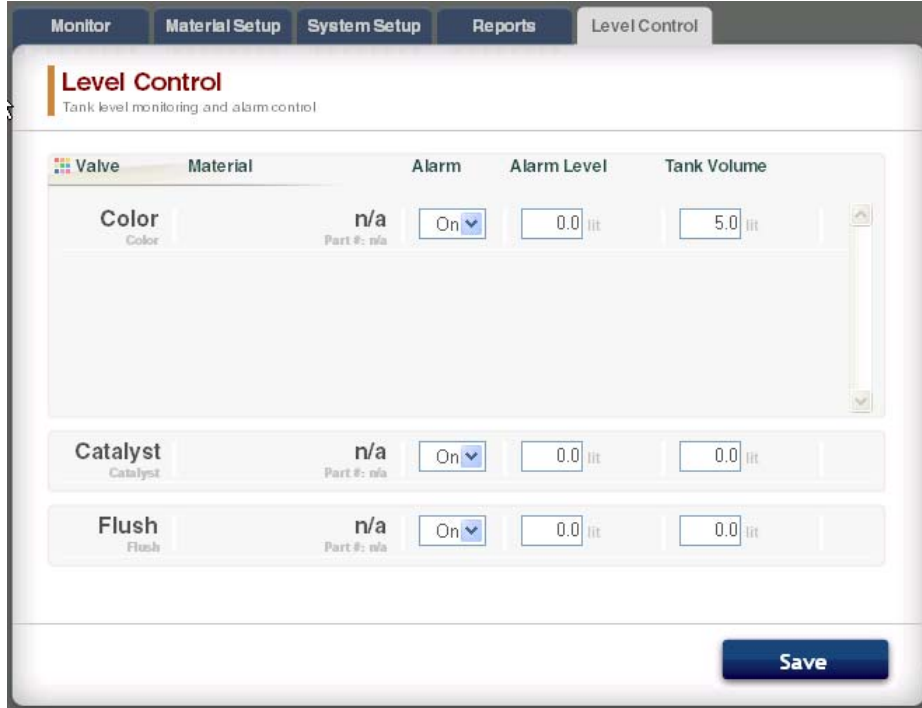 Monitor Material Setup System Setup Reports Level Control
Level Control
Tank level monitoring and alarm control
Valve Material Alarm Alarm Level Tank Volume
Color n/a On 0.0 lit 5.0 lit
Color Part #: n/a
Catalyst n/a On 0.0 lit 0.0 lit
Catalyst Part #: n/a
Flush n/a On 0.0 lit 0.0 lit
Flush Part #: n/a
Save